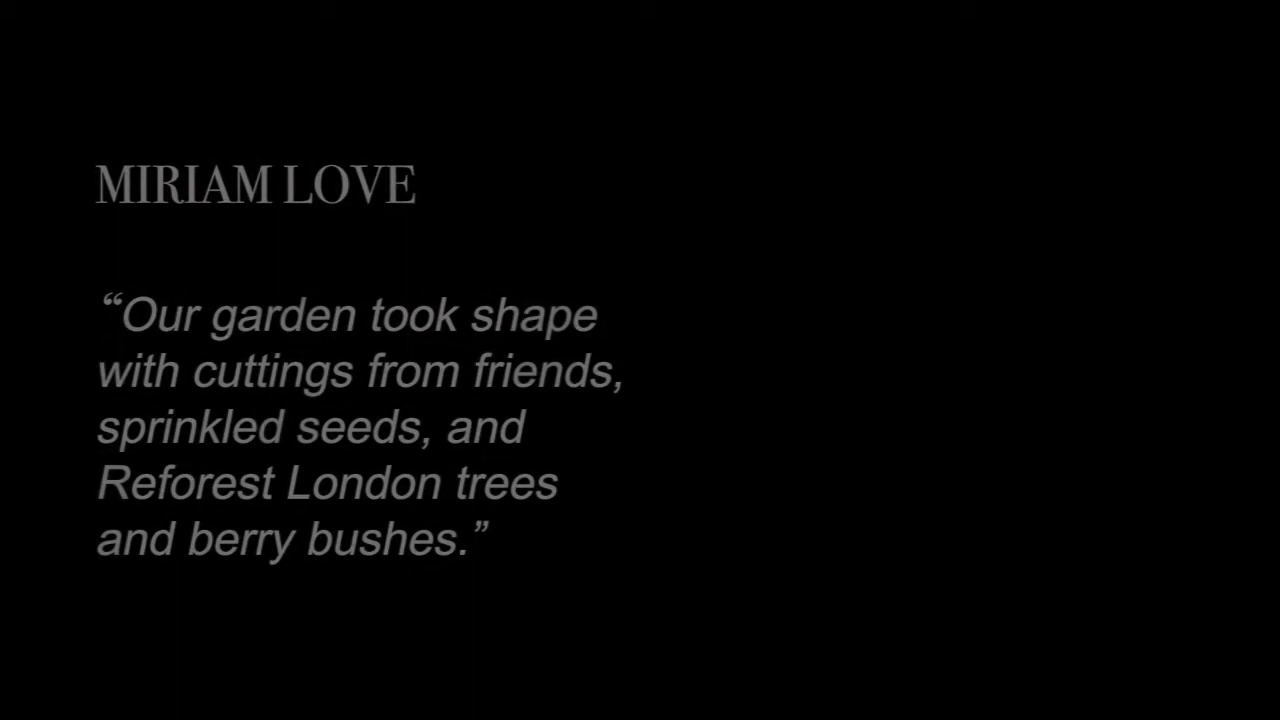 MIRIAM LOVE
“Our garden took shape
with cuttings from friends,
sprinkled seeds, and
Reforest London trees
and berry bushes.”